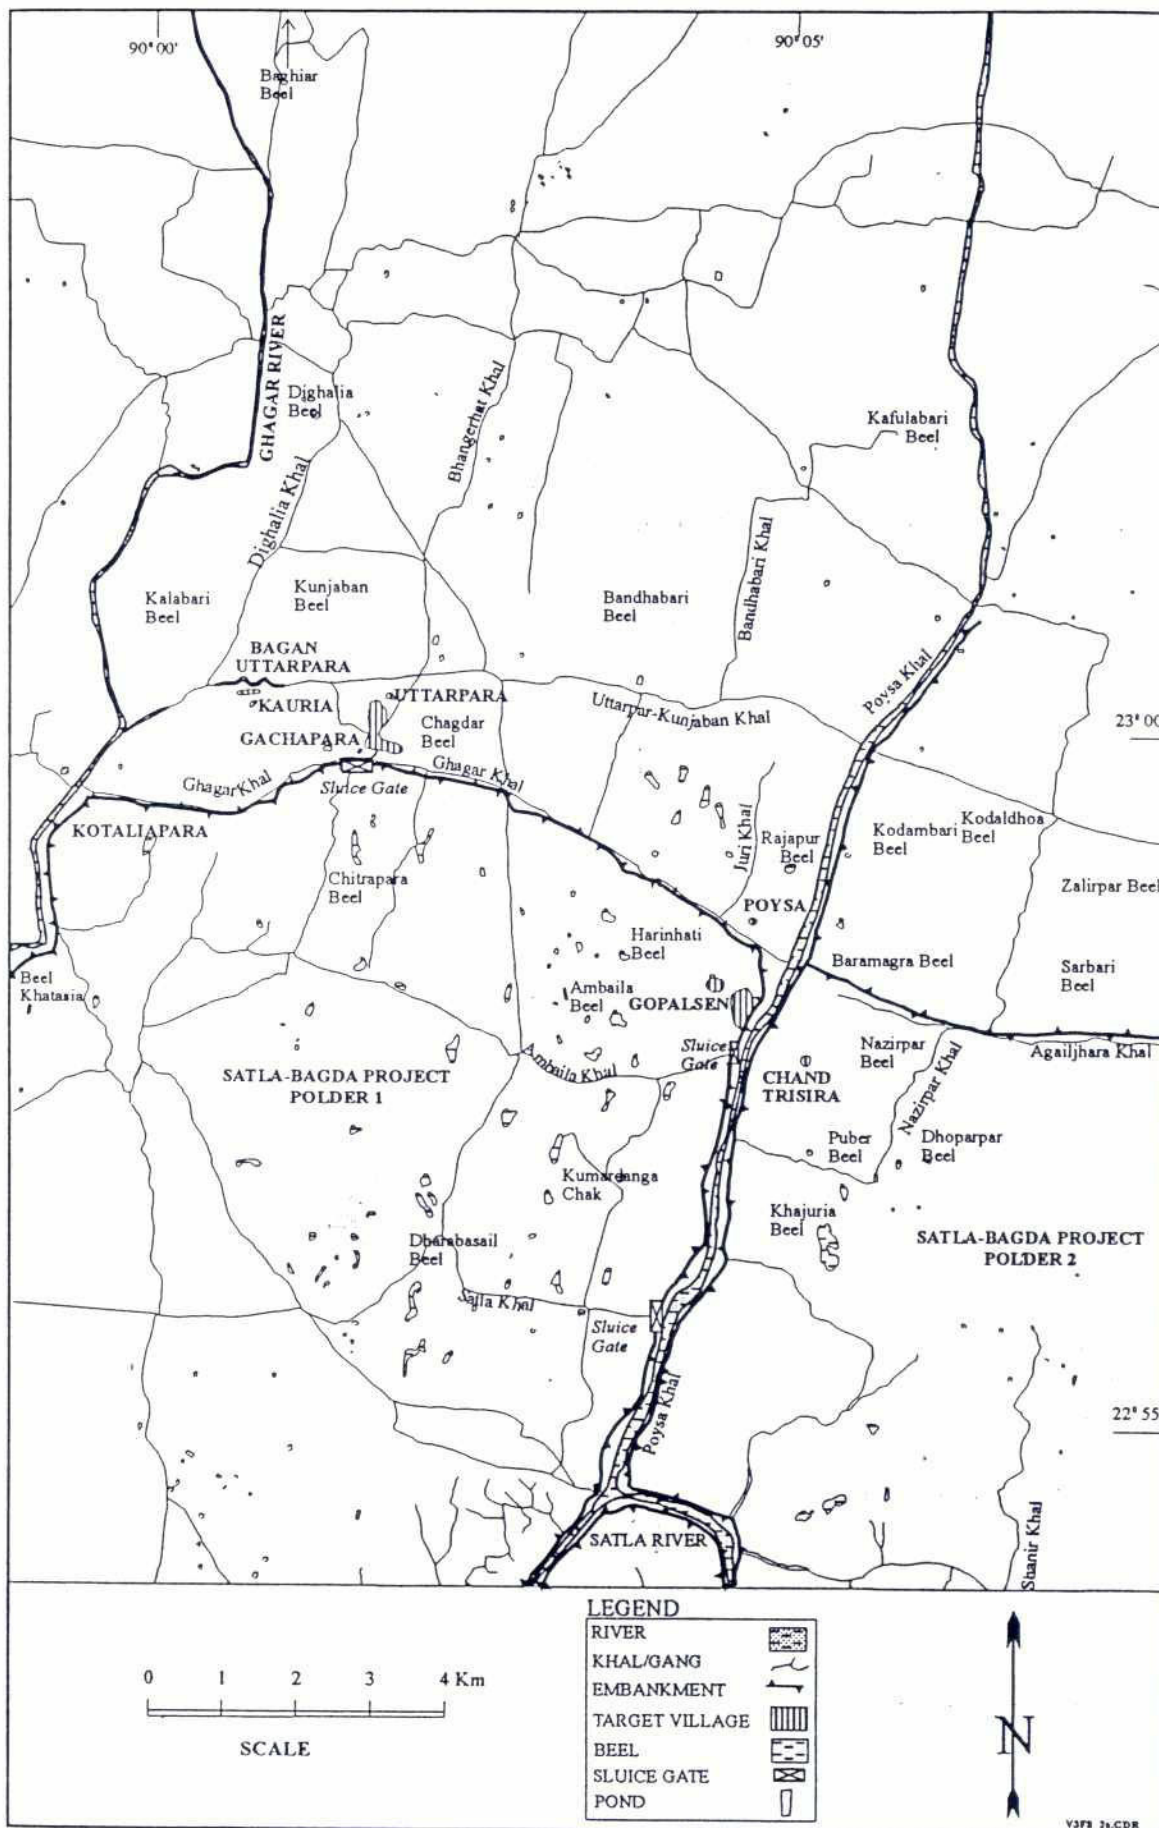 90° 00'
90° 05'
Baghiar
Beel
GHAGAR RIVER
Dighalia
Beel
Bhangerhat Khal
Kafulabari
Beel
Dighalia Khal
Bandhabari Khal
Kalabari
Beel
Kunjaban
Beel
Bandhabari
Beel
BAGAN
UTTARPARA
Poysa Khal
UTTARPARA
KAURIA
Uttarpar-Kunjaban Khal
Chagdar
Beel
GACHAPARA
23° 00
Ghagar Khal
Ghagar Khal
Sluice Gate
KOTALIAPARA
Juri Khal
Rajapur
Beel
Kodambari
Beel
Kodaldhoa
Beel
Chitrapara
Beel
Zalirpar Beel
POYSA
Harinhati
Beel
Baramagra Beel
Sarbari
Beel
Beel
Khatasia
Ambaila
Beel
GOPALSEN
Sluice
Gate
Nazirpar
Beel
Agailjhara Khal
Ambaila Khal
SATLA-BAGDA PROJECT
POLDER 1
CHAND
TRISIRA
Nazirpar Khal
Puber
Beel
Dhoparpar
Beel
Kumardanga
Chak
Khajuria
Beel
Dharabasail
Beel
SATLA-BAGDA PROJECT
POLDER 2
Satla Khal
Sluice
Gate
Poysa Khal
22° 55
SATLA RIVER
Shanir Khal
LEGEND
RIVER
KHAL/GANG
EMBANKMENT
TARGET VILLAGE
BEEL
SLUICE GATE
POND
0 1 2 3 4 Km
SCALE
N